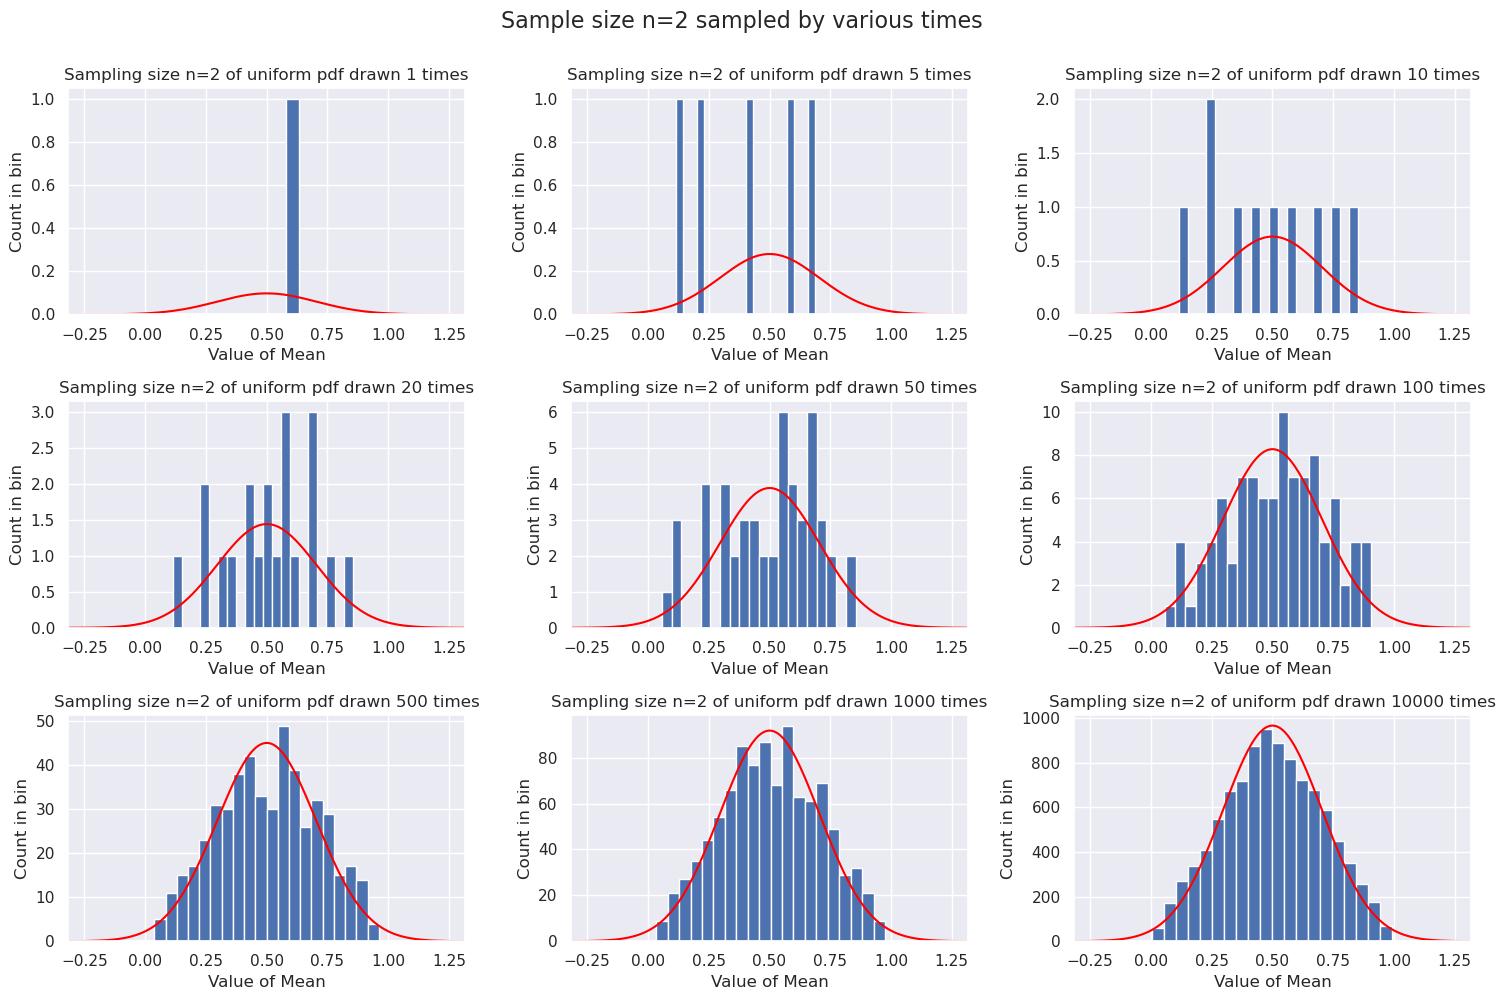 Sample size n=2 sampled by various times
Sampling size n=2 of uniform pdf drawn 1 times
Count in bin
1.0
0.8
0.6
0.4
0.2
0.0
−0.25 0.00 0.25 0.50 0.75 1.00 1.25
Value of Mean
Sampling size n=2 of uniform pdf drawn 5 times
Count in bin
1.0
0.8
0.6
0.4
0.2
0.0
−0.25 0.00 0.25 0.50 0.75 1.00 1.25
Value of Mean
Sampling size n=2 of uniform pdf drawn 10 times
Count in bin
2.0
1.5
1.0
0.5
0.0
−0.25 0.00 0.25 0.50 0.75 1.00 1.25
Value of Mean
Sampling size n=2 of uniform pdf drawn 20 times
Count in bin
3.0
2.5
2.0
1.5
1.0
0.5
0.0
−0.25 0.00 0.25 0.50 0.75 1.00 1.25
Value of Mean
Sampling size n=2 of uniform pdf drawn 50 times
Count in bin
6
5
4
3
2
1
0
−0.25 0.00 0.25 0.50 0.75 1.00 1.25
Value of Mean
Sampling size n=2 of uniform pdf drawn 100 times
Count in bin
10
8
6
4
2
0
−0.25 0.00 0.25 0.50 0.75 1.00 1.25
Value of Mean
Sampling size n=2 of uniform pdf drawn 500 times
Count in bin
50
40
30
20
10
0
−0.25 0.00 0.25 0.50 0.75 1.00 1.25
Value of Mean
Sampling size n=2 of uniform pdf drawn 1000 times
Count in bin
80
60
40
20
0
−0.25 0.00 0.25 0.50 0.75 1.00 1.25
Value of Mean
Sampling size n=2 of uniform pdf drawn 10000 times
Count in bin
1000
800
600
400
200
0
−0.25 0.00 0.25 0.50 0.75 1.00 1.25
Value of Mean